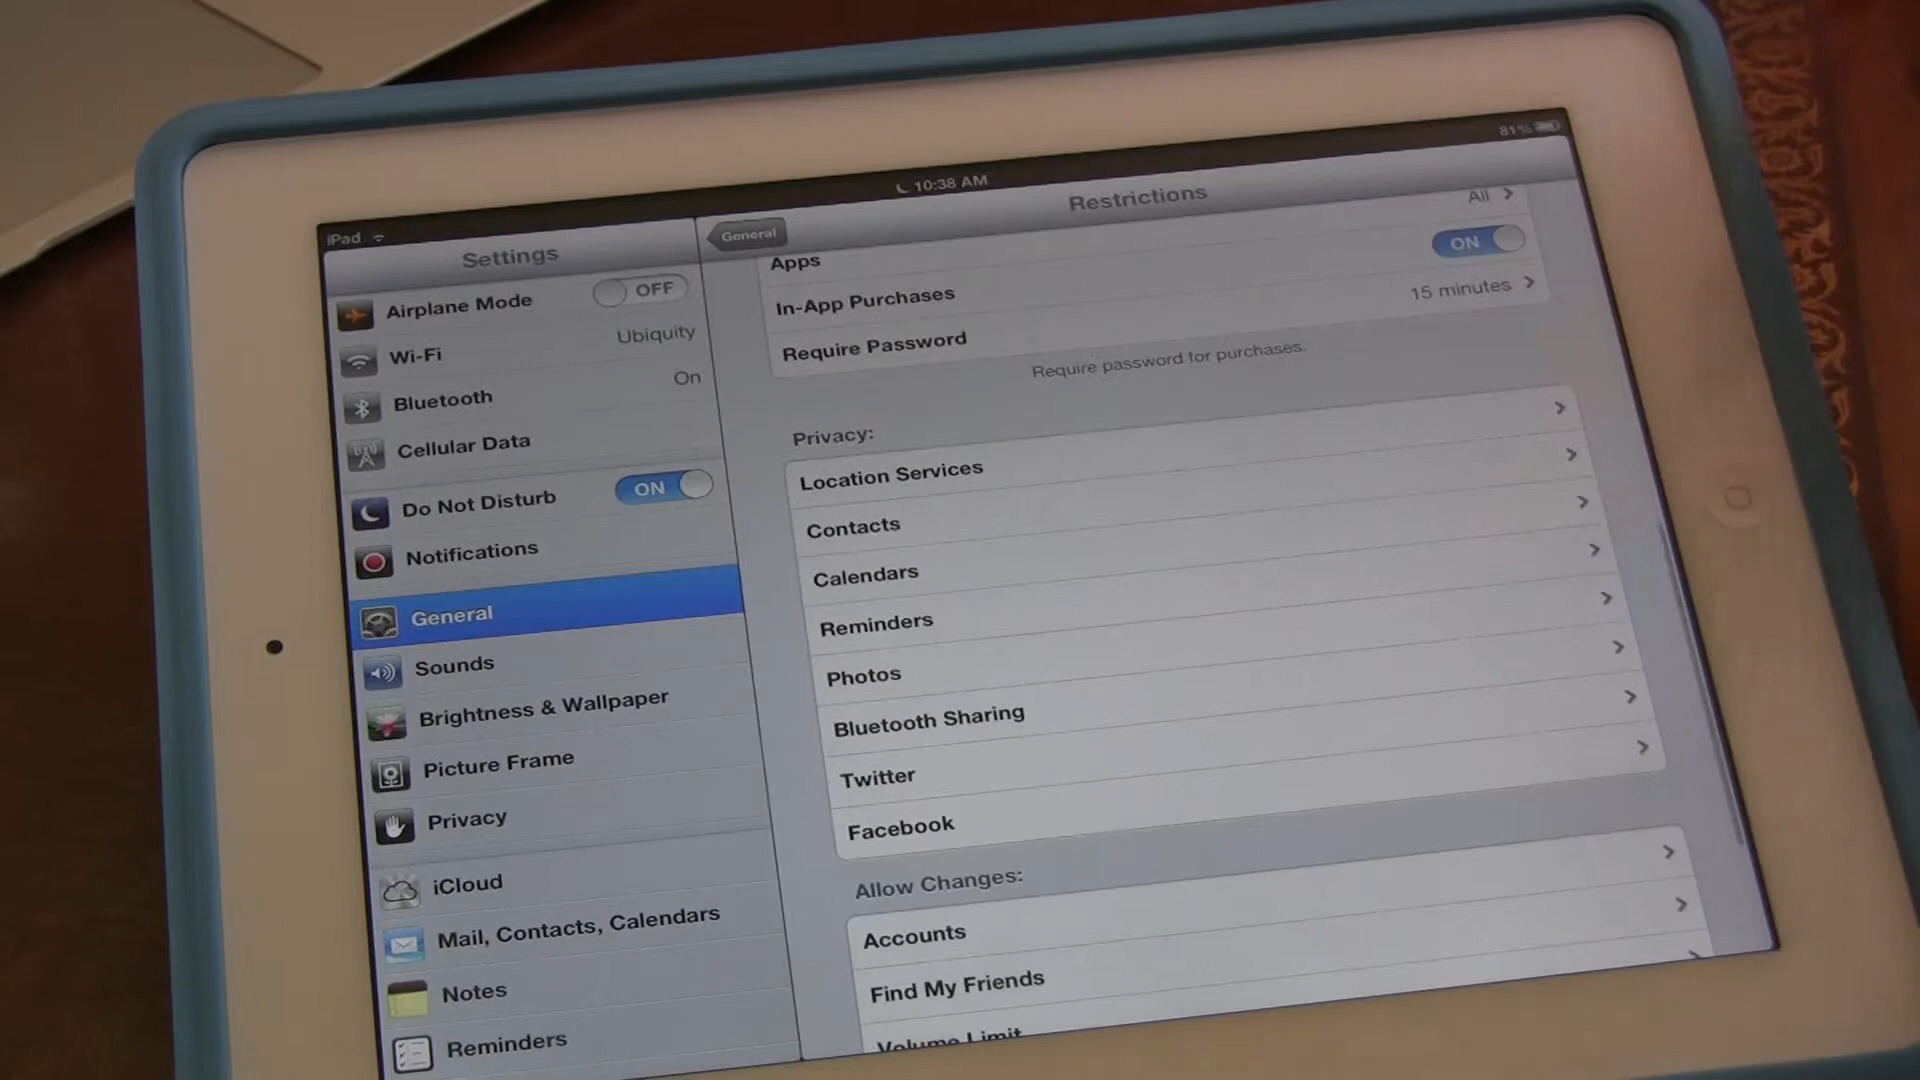 iPad
10:38 AM
81%
Settings
Airplane Mode OFF
Wi-Fi Ubiquity
Bluetooth On
Cellular Data
Do Not Disturb ON
Notifications
General
Sounds
Brightness & Wallpaper
Picture Frame
Privacy
iCloud
Mail, Contacts, Calendars
Notes
Reminders
General
Restrictions
Apps All
In-App Purchases ON
Require Password 15 minutes
Require password for purchases.
Privacy:
Location Services
Contacts
Calendars
Reminders
Photos
Bluetooth Sharing
Twitter
Facebook
Allow Changes:
Accounts
Find My Friends
Volume Limit